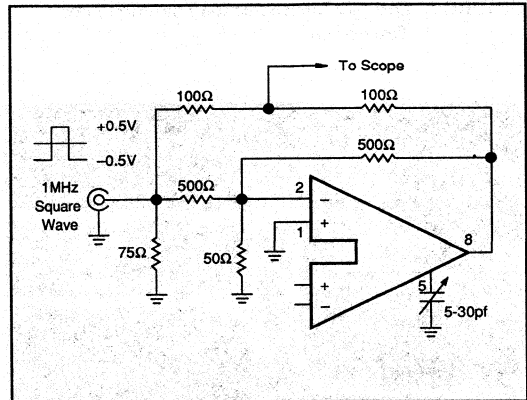 To Scope
100Ω
100Ω
+0.5V
−0.5V
500Ω
1MHz
Square
Wave
500Ω
2
−
+
1
8
75Ω
50Ω
+
−
5
5-30pf